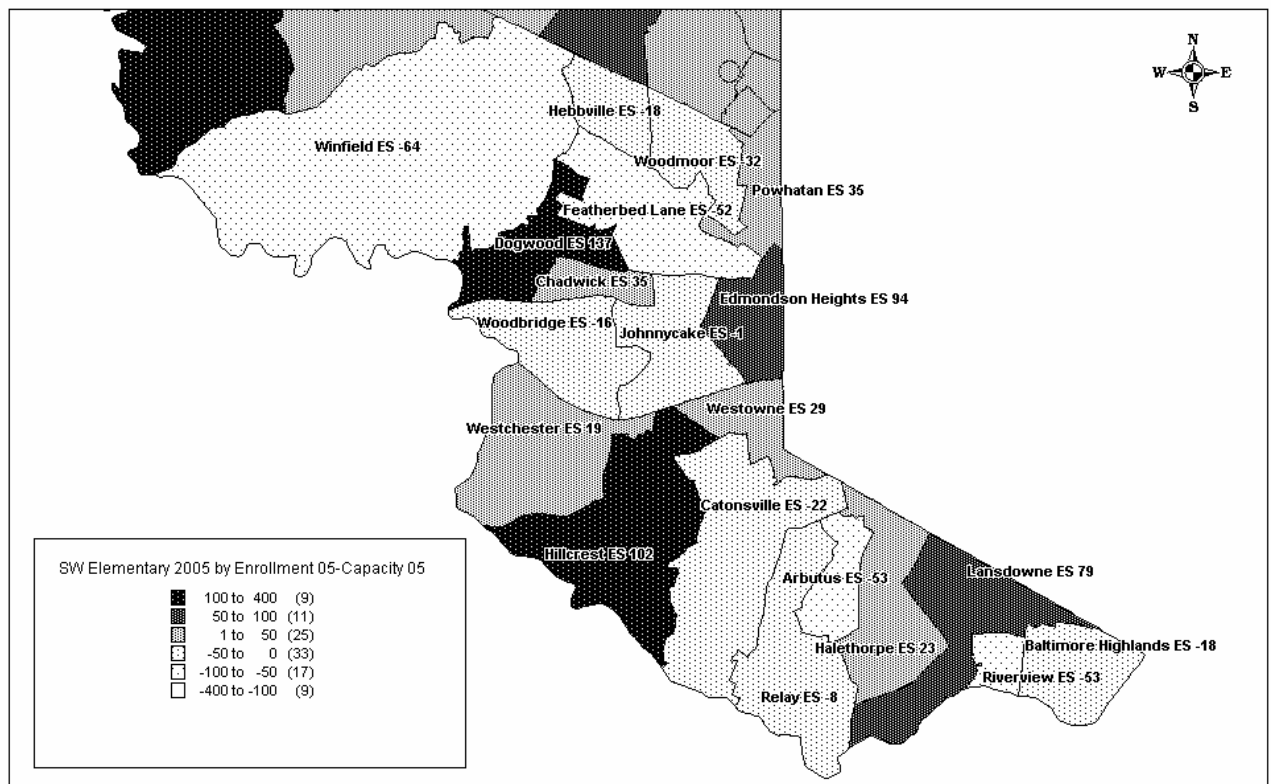 N
W E
S
Hebbville ES -18
Winfield ES -64
Woodmoor ES -32
Powhatan ES 35
Featherbed Lane ES -52
Dogwood ES 137
Chadwick ES 35
Edmondson Heights ES 94
Woodbridge ES -16
Johnnycake ES -1
Westowne ES 29
Westchester ES 19
Catonsville ES -22
Hillcrest ES 102
Lansdowne ES 79
Arbutus ES -53
Halethorpe ES 23
Baltimore Highlands ES -18
Riverview ES -53
Relay ES -8
SW Elementary 2005 by Enrollment 05-Capacity 05
100 to 400 (9)
50 to 100 (11)
1 to 50 (25)
-50 to 0 (33)
-100 to -50 (17)
-400 to -100 (9)